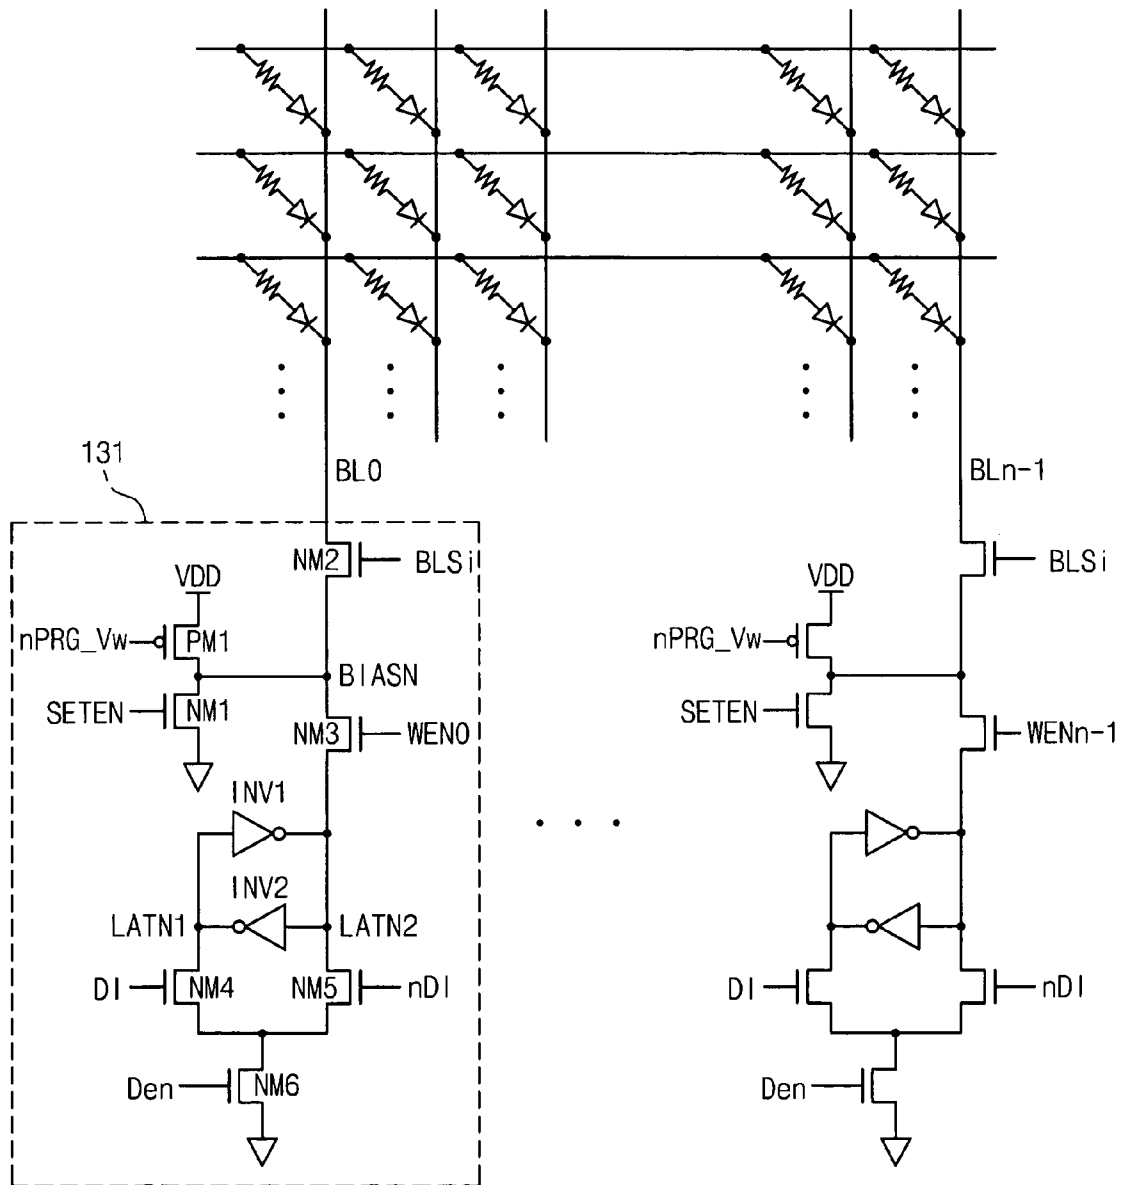 131
BL0
BLn-1
NM2
BLSi
BLSi
VDD
VDD
nPRG_Vw
PM1
nPRG_Vw
BIASN
SETEN
NM1
NM3
WEN0
SETEN
WENn-1
INV1
INV2
LATN1
LATN2
DI
NM4
NM5
nDI
DI
nDI
Den
NM6
Den